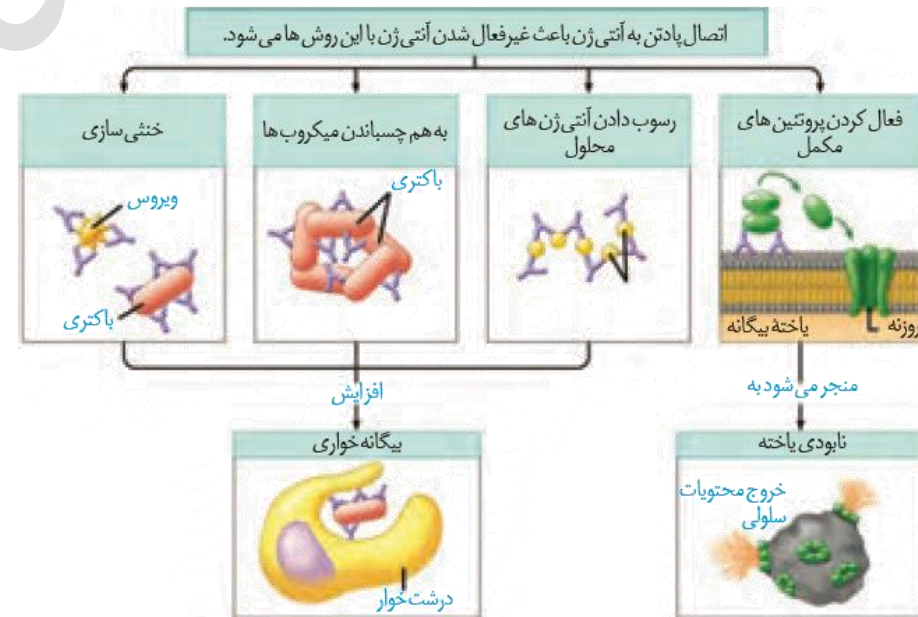 اتصال پادتن به آنتی ژن باعث غیرفعال شدن آنتی ژن با این روش ها می شود.
فعال کردن پروتئین های
مکمل
رسوب دادن آنتی ژن های
محلول
به هم چسباندن میکروب ها
خنثی سازی
باکتری
ویروس
باکتری
یاختهٔ بیگانه
روزنه
افزایش
منجر می شود به
بیگانه خواری
نابودی یاخته
خروج محتویات
سلولی
درشت خوار